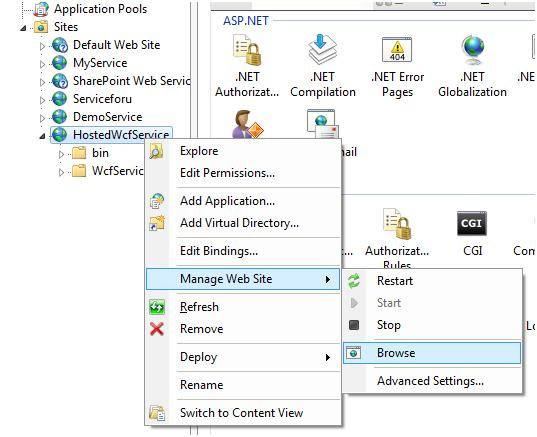 Application Pools
Sites
Default Web Site
MyService
SharePoint Web Servic
Serviceforu
DemoService
HostedWcfService
bin
WcfServic
ASP.NET
.NET
Authorizat...
.NET
Compilation
.NET Error
Pages
.NET
Globalization
404
.NE
mail
Explore
Edit Permissions...
Add Application...
Add Virtual Directory...
Edit Bindings...
Manage Web Site
Refresh
Remove
Deploy
Rename
Switch to Content View
Authorizat...
Rules
CGI
CGI
Com
Restart
Start
Stop
Browse
Advanced Settings...
Lo